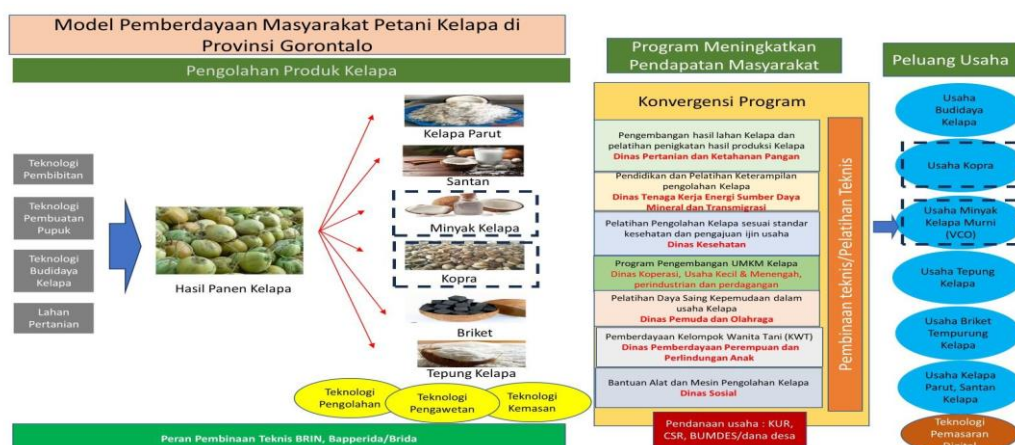 Model Pemberdayaan Masyarakat Petani Kelapa di
Provinsi Gorontalo
Pengolahan Produk Kelapa
Teknologi
Pembibitan
Teknologi
Pembuatan
Pupuk
Teknologi
Budidaya
Kelapa
Lahan
Pertanian
Hasil Panen Kelapa
Kelapa Parut
Santan
Minyak Kelapa
Kopra
Briket
Tepung Kelapa
Teknologi
Pengolahan
Teknologi
Pengawetan
Teknologi
Kemasan
Peran Pembinaan Teknis BRIN, Bapperida/Brida
Program Meningkatkan
Pendapatan Masyarakat
Konvergensi Program
Pengembangan hasil lahan Kelapa dan
pelatihan penigkatan hasil produksi Kelapa
Dinas Pertanian dan Ketahanan Pangan
Pendidikan dan Pelatihan Keterampilan
pengolahan Kelapa
Dinas Tenaga Kerja Energi Sumber Daya
Mineral dan Transmigrasi
Pelatihan Pengolahan Kelapa sesuai standar
kesehatan dan pengajuan ijin usaha
Dinas Kesehatan
Program Pengembangan UMKM Kelapa
Dinas Koperasi, Usaha Kecil & Menengah,
perindustrian dan perdagangan
Pelatihan Daya Saing Kepemudaan dalam
usaha Kelapa
Dinas Pemuda dan Olahraga
Pemberdayaan Kelompok Wanita Tani (KWT)
Dinas Pemberdayaan Perempuan dan
Perlindungan Anak
Bantuan Alat dan Mesin Pengolahan Kelapa
Dinas Sosial
Pembinaan teknis/Pelatihan Teknis
Pendanaan usaha : KUR,
CSR, BUMDES/dana desa
Peluang Usaha
Usaha
Budidaya
Kelapa
Usaha Kopra
Usaha Minyak
Kelapa Murni
(VCO)
Usaha Tepung
Kelapa
Usaha Briket
Tempurung
Kelapa
Usaha Kelapa
Parut, Santan
Kelapa
Teknologi
Pemasaran
Digital